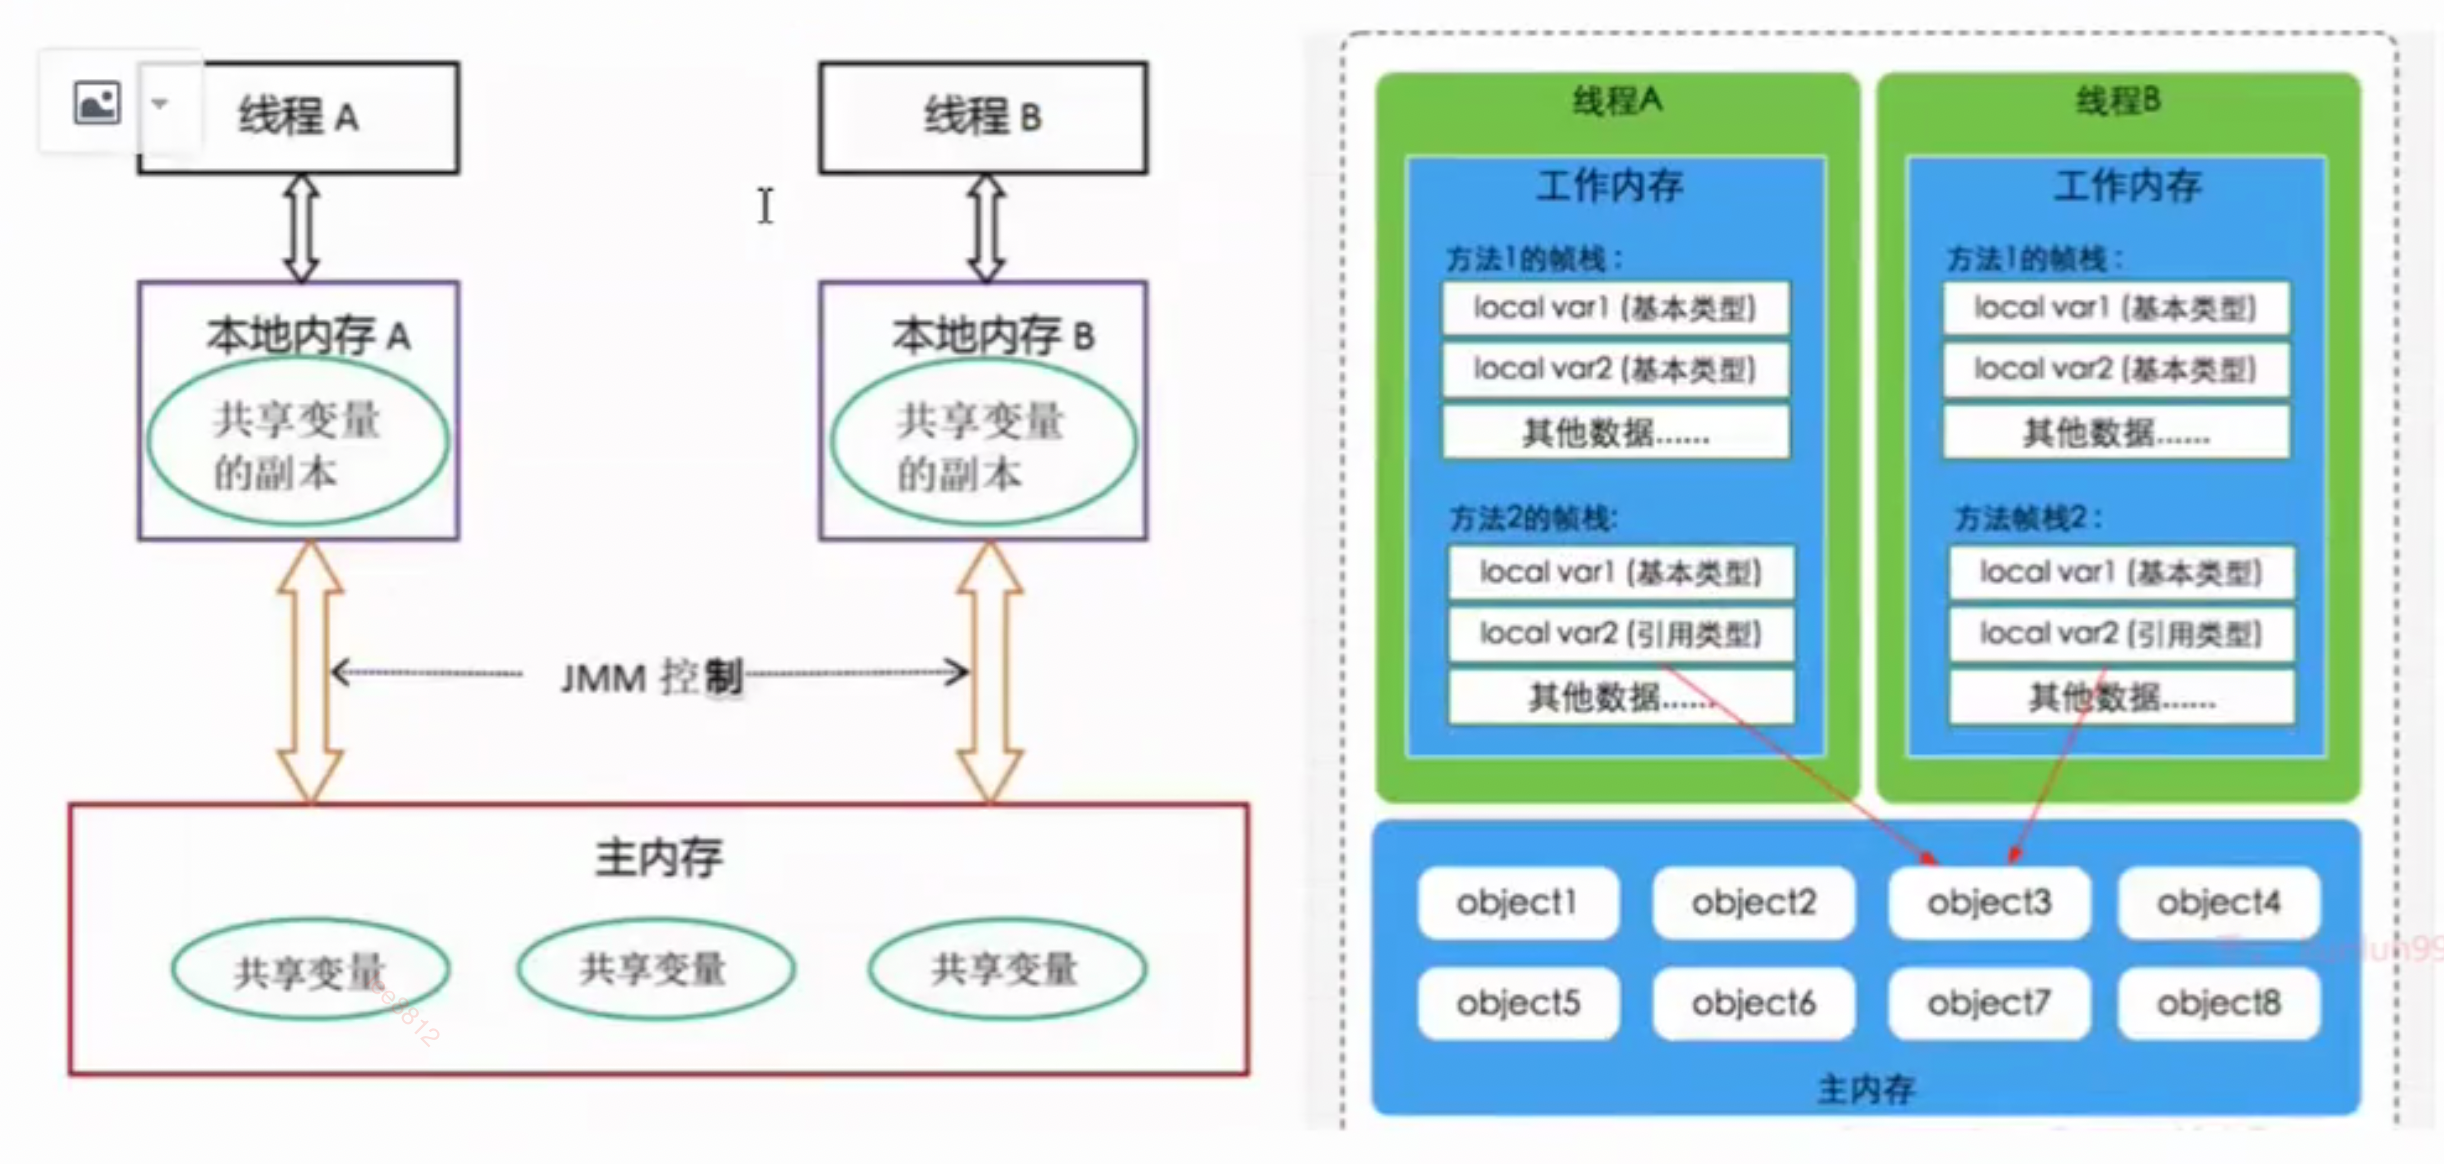 线程 A
线程 B
本地内存 A
共享变量
的副本
本地内存 B
共享变量
的副本
JMM 控制
主内存
共享变量
共享变量
共享变量
线程A
工作内存
方法1的帧栈：
local var1 (基本类型)
local var2 (基本类型)
其他数据......
方法2的帧栈:
local var1 (基本类型)
local var2 (引用类型)
其他数据......
线程B
工作内存
方法1的帧栈：
local var1 (基本类型)
local var2 (基本类型)
其他数据......
方法帧栈2：
local var1 (基本类型)
local var2 (引用类型)
其他数据......
object1
object2
object3
object4
object5
object6
object7
object8
主内存